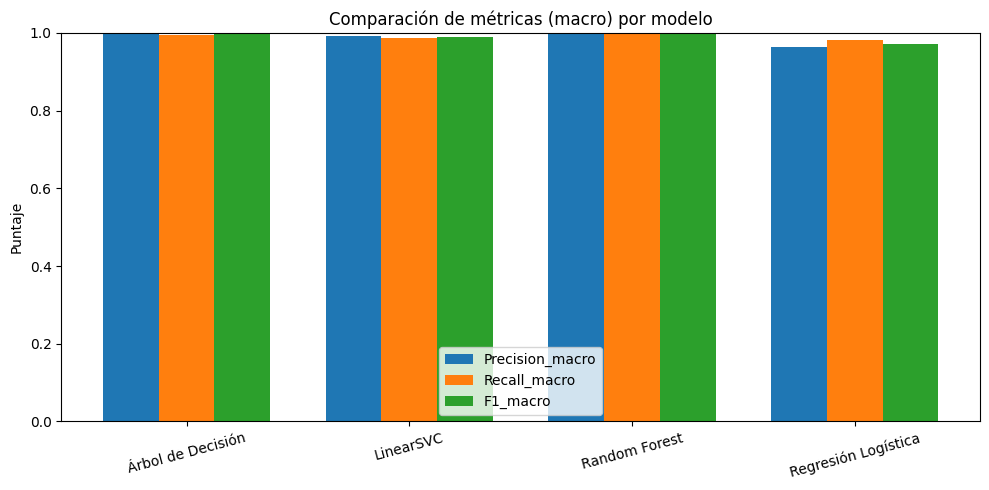 Comparación de métricas (macro) por modelo
Puntaje
1.0
0.8
0.6
0.4
0.2
0.0
Precision_macro
Recall_macro
F1_macro
Árbol de Decisión
LinearSVC
Random Forest
Regresión Logística